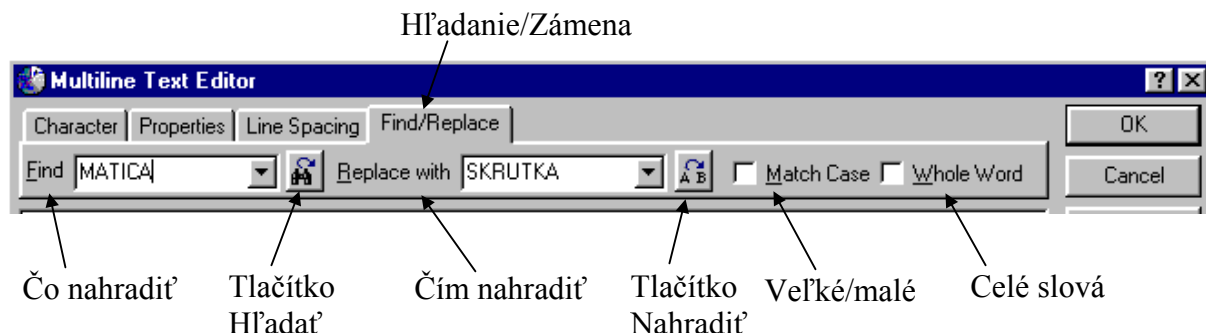 Hľadanie/Zámena
Multiline Text Editor
Character Properties Line Spacing Find/Replace OK
Find MATICA Replace with SKRUTKA A B Match Case Whole Word Cancel
Čo nahradiť Tlačítko Čím nahradiť Tlačítko Veľké/malé Celé slová
Hľadať Nahradiť